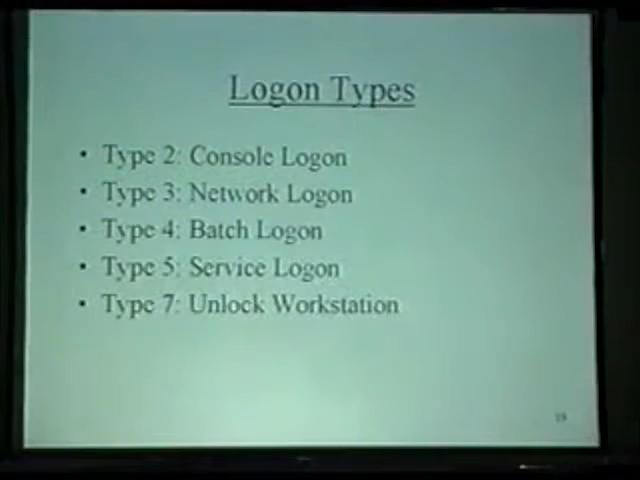 Logon Types
• Type 2: Console Logon
• Type 3: Network Logon
• Type 4: Batch Logon
• Type 5: Service Logon
• Type 7: Unlock Workstation